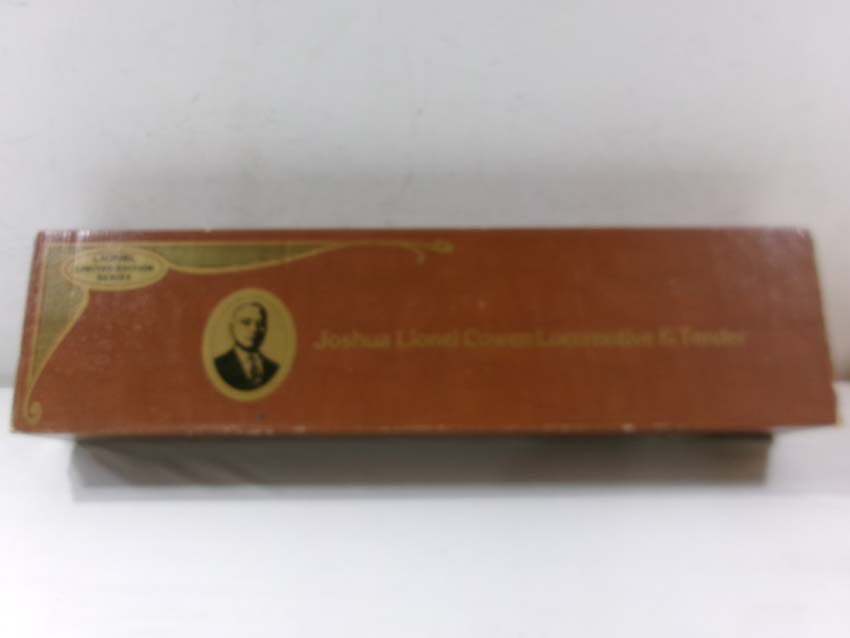 LIONEL
LIMITED EDITION
SERIES
Joshua Lionel Cowen Locomotive & Tender